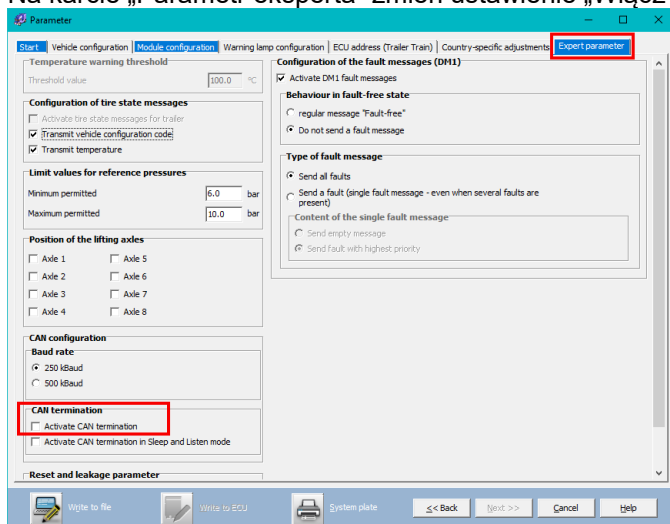 Na karcie „Parametr eksperta" zmień ustawienie „Włącz
Parameter
Start Vehicle configuration Module configuration Warning lamp configuration ECU address (Trailer Train) Country-specific adjustments Expert parameter
Temperature warning threshold
Threshold value 100.0 °C
Configuration of tire state messages
Activate tire state messages for trailer
Transmit vehicle configuration code
Transmit temperature
Limit values for reference pressures
Minimum permitted 6.0 bar
Maximum permitted 10.0 bar
Position of the lifting axles
Axle 1 Axle 5
Axle 2 Axle 6
Axle 3 Axle 7
Axle 4 Axle 8
CAN configuration
Baud rate
250 kBaud
500 kBaud
CAN termination
Activate CAN termination
Activate CAN termination in Sleep and Listen mode
Reset and leakage parameter
Configuration of the fault messages (DM1)
Activate DM1 fault messages
Behaviour in fault-free state
regular message "Fault-free"
Do not send a fault message
Type of fault message
Send all faults
Send a fault (single fault message - even when several faults are
present)
Content of the single fault message
Send empty message
Send fault with highest priority
Write to file Write to ECU System plate << Back Next >> Cancel Help